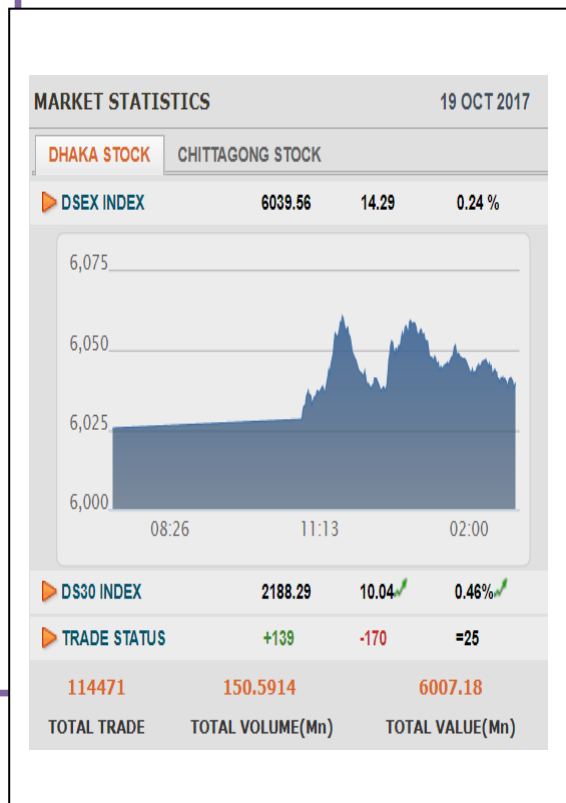 MARKET STATISTICS 19 OCT 2017
DHAKA STOCK CHITTAGONG STOCK
DSEX INDEX 6039.56 14.29 0.24 %
6,075
6,050
6,025
6,000
08:26 11:13 02:00
DS30 INDEX 2188.29 10.04 0.46%
TRADE STATUS +139 -170 =25
114471 150.5914 6007.18
TOTAL TRADE TOTAL VOLUME(Mn) TOTAL VALUE(Mn)